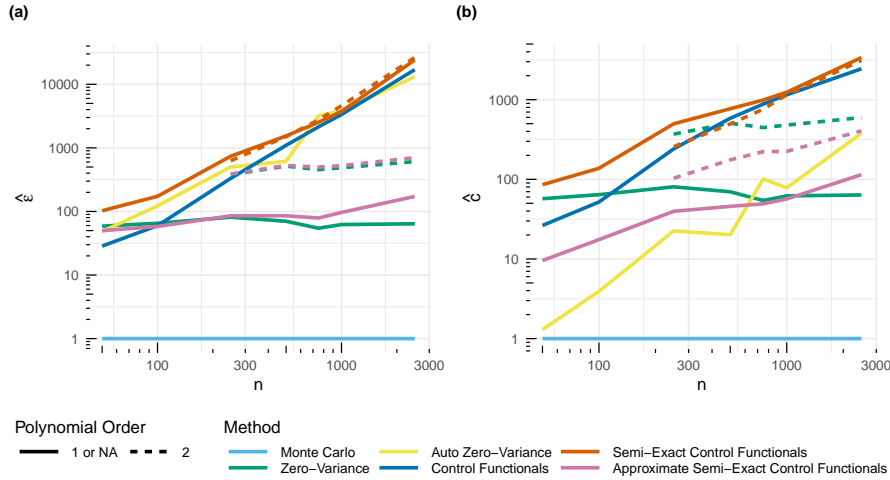 (a)
(b)
10000
1000
100
10
1
ε̂
100
300
1000
3000
n
1000
100
10
1
ĉ
100
300
1000
3000
n
Polynomial Order
1 or NA
2
Method
Monte Carlo
Auto Zero−Variance
Semi−Exact Control Functionals
Zero−Variance
Control Functionals
Approximate Semi−Exact Control Functionals